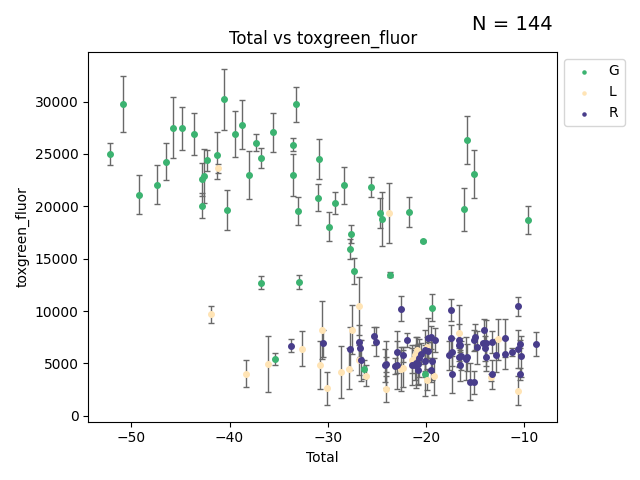 N = 144
Total vs toxgreen_fluor
G
L
R
30000
25000
20000
15000
10000
5000
0
toxgreen_fluor
−50
−40
−30
−20
−10
Total